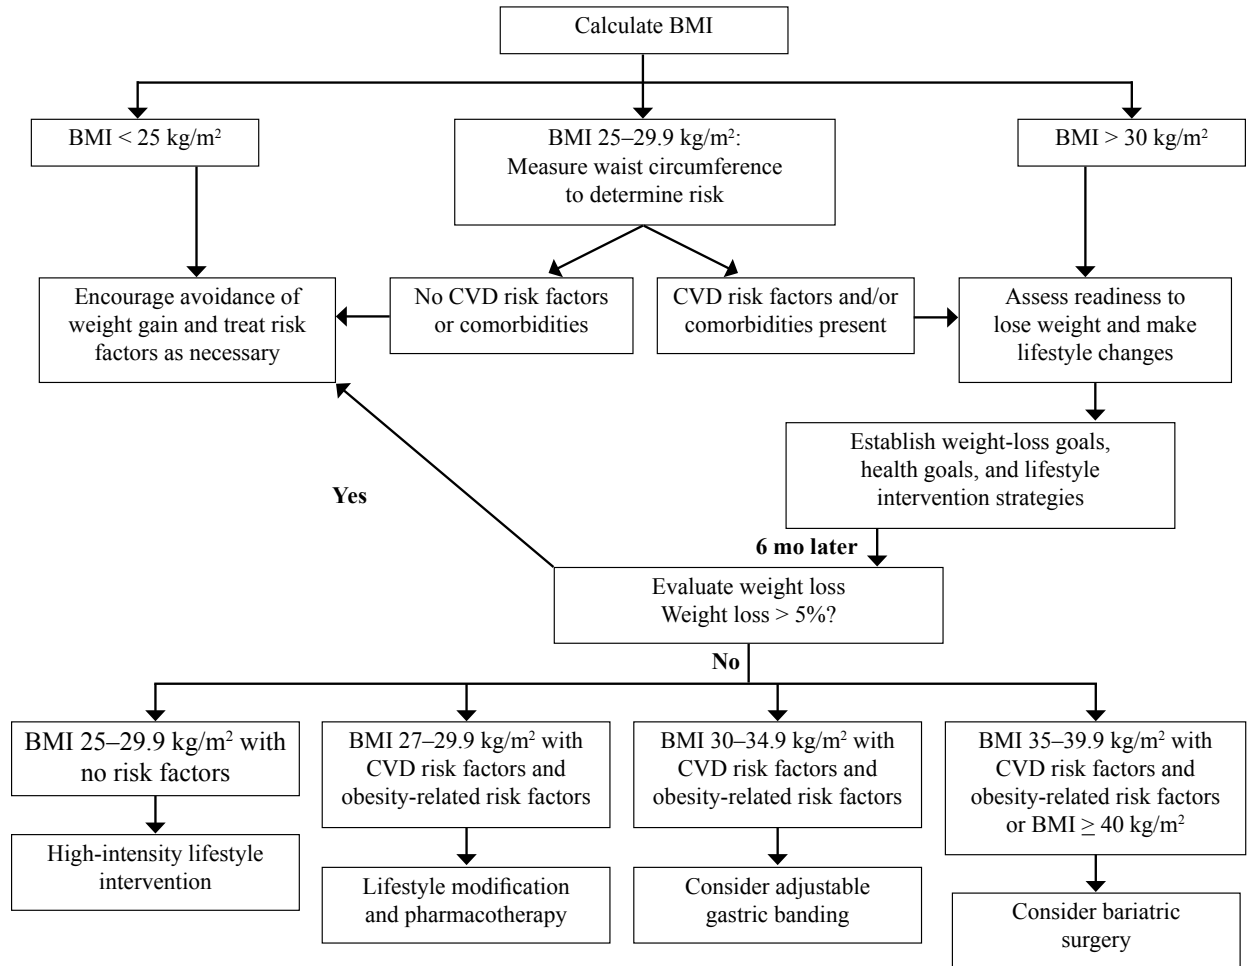 Calculate BMI
BMI < 25 kg/m²
BMI 25–29.9 kg/m²:
Measure waist circumference
to determine risk
BMI > 30 kg/m²
Encourage avoidance of
weight gain and treat risk
factors as necessary
No CVD risk factors
or comorbidities
CVD risk factors and/or
comorbidities present
Assess readiness to
lose weight and make
lifestyle changes
Establish weight-loss goals,
health goals, and lifestyle
intervention strategies
Yes
6 mo later
Evaluate weight loss
Weight loss > 5%?
No
BMI 25–29.9 kg/m² with
no risk factors
BMI 27–29.9 kg/m² with
CVD risk factors and
obesity-related risk factors
BMI 30–34.9 kg/m² with
CVD risk factors and
obesity-related risk factors
BMI 35–39.9 kg/m² with
CVD risk factors and
obesity-related risk factors
or BMI ≥ 40 kg/m²
High-intensity lifestyle
intervention
Lifestyle modification
and pharmacotherapy
Consider adjustable
gastric banding
Consider bariatric
surgery